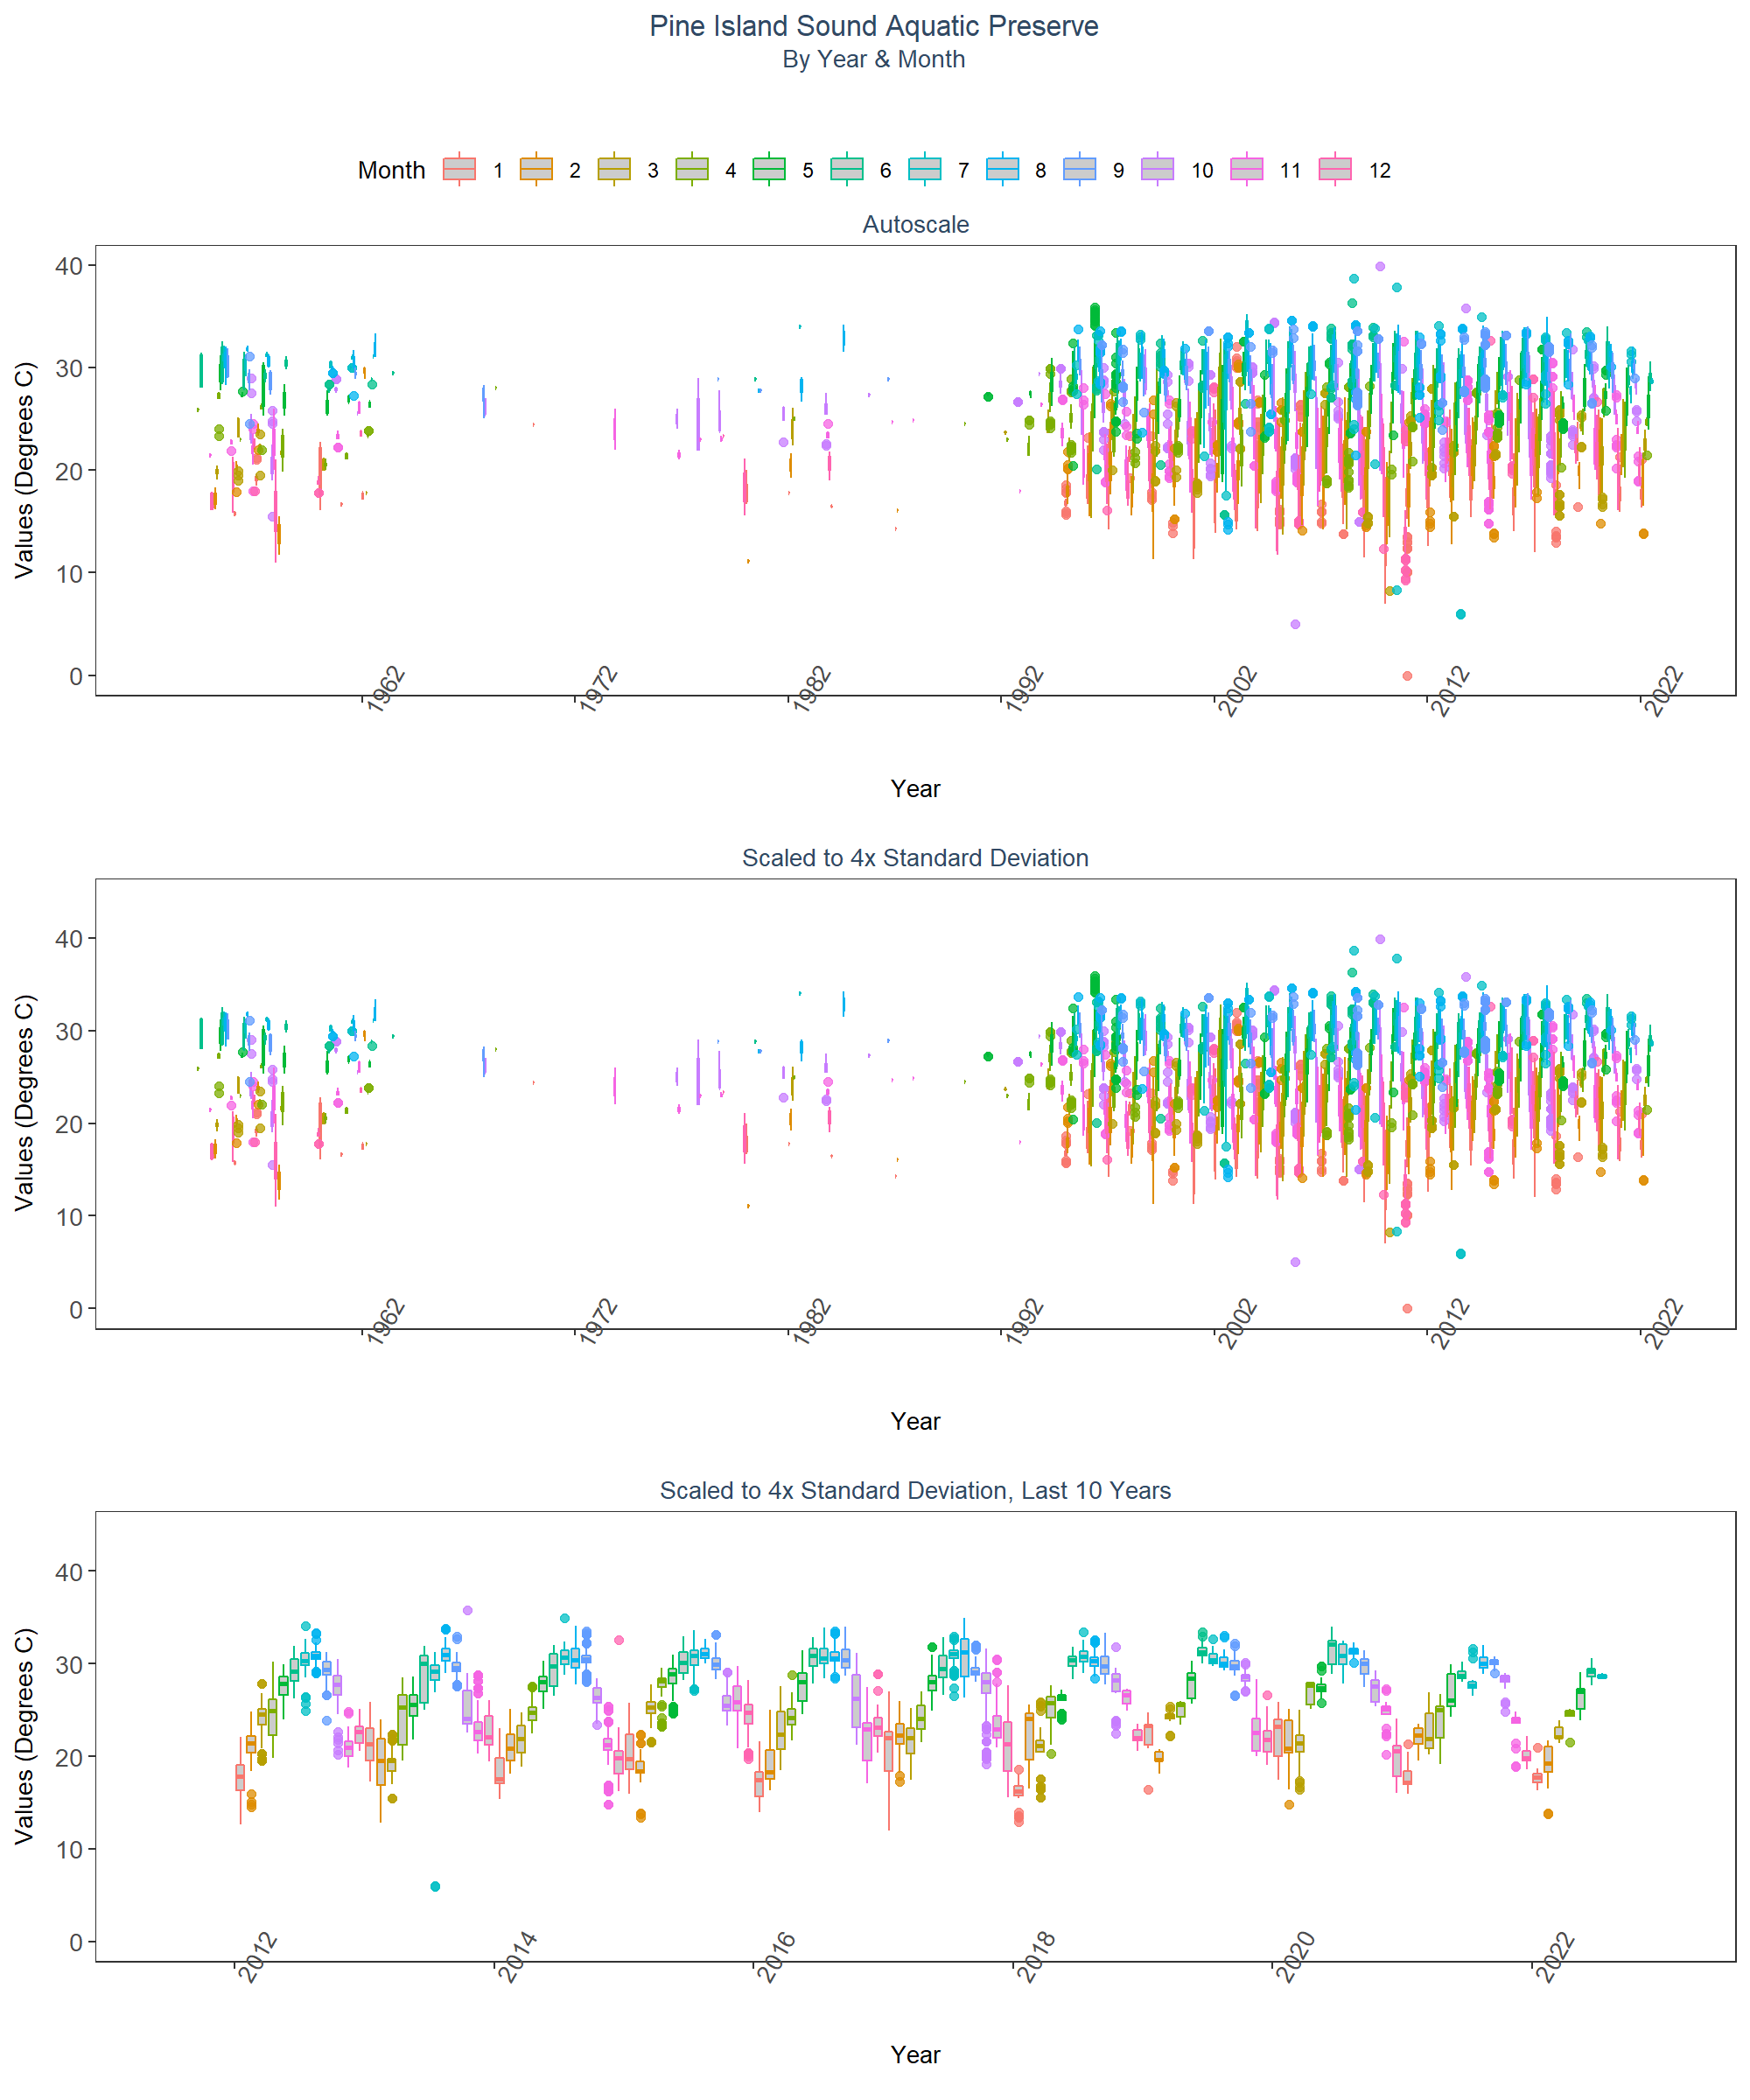 Pine Island Sound Aquatic Preserve
By Year & Month
Month 1 2 3 4 5 6 7 8 9 10 11 12
Autoscale
Values (Degrees C)
40
30
20
10
0
1962 1972 1982 1992 2002 2012 2022
Year
Scaled to 4x Standard Deviation
Values (Degrees C)
40
30
20
10
0
1962 1972 1982 1992 2002 2012 2022
Year
Scaled to 4x Standard Deviation, Last 10 Years
Values (Degrees C)
40
30
20
10
0
2012 2014 2016 2018 2020 2022
Year